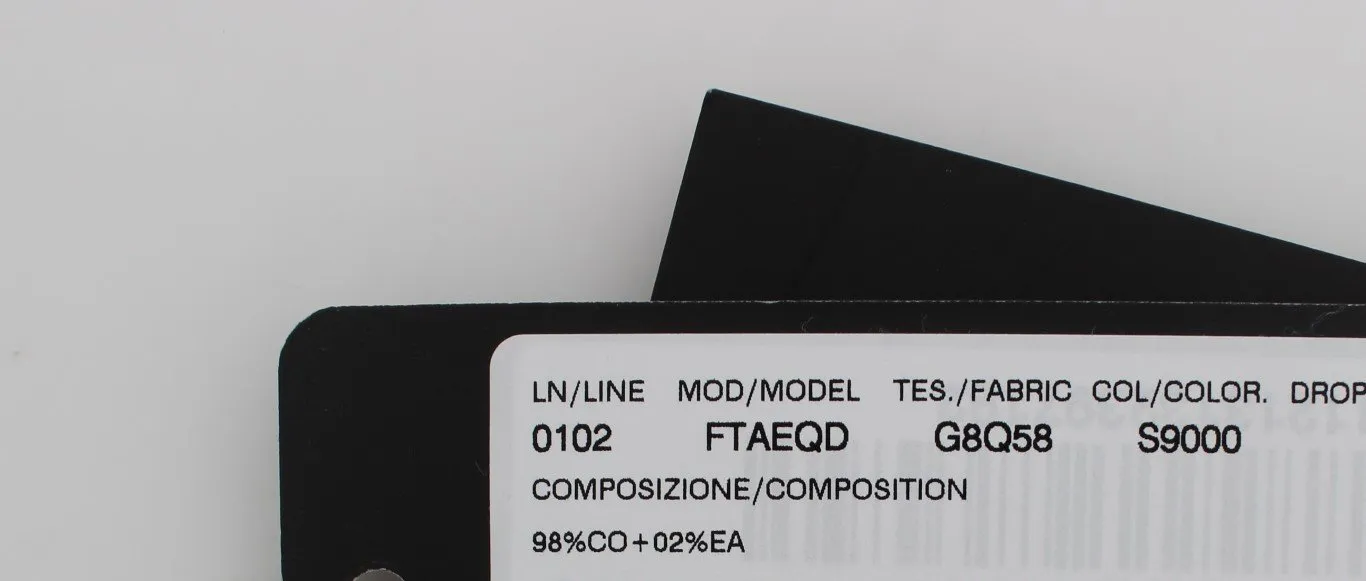 LN/LINE MOD/MODEL TES./FABRIC COL/COLOR. DROP
0102 FTAEQD G8Q58 S9000
COMPOSIZIONE/COMPOSITION
98%CO+02%EA